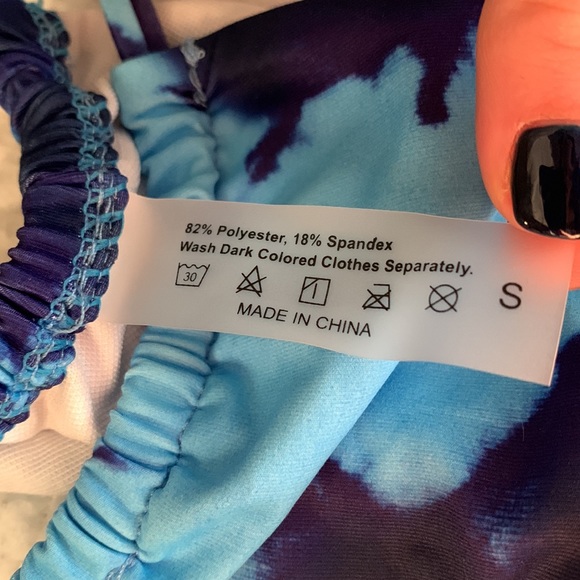 82% Polyester, 18% Spandex
Wash Dark Colored Clothes Separately.
30
S
MADE IN CHINA